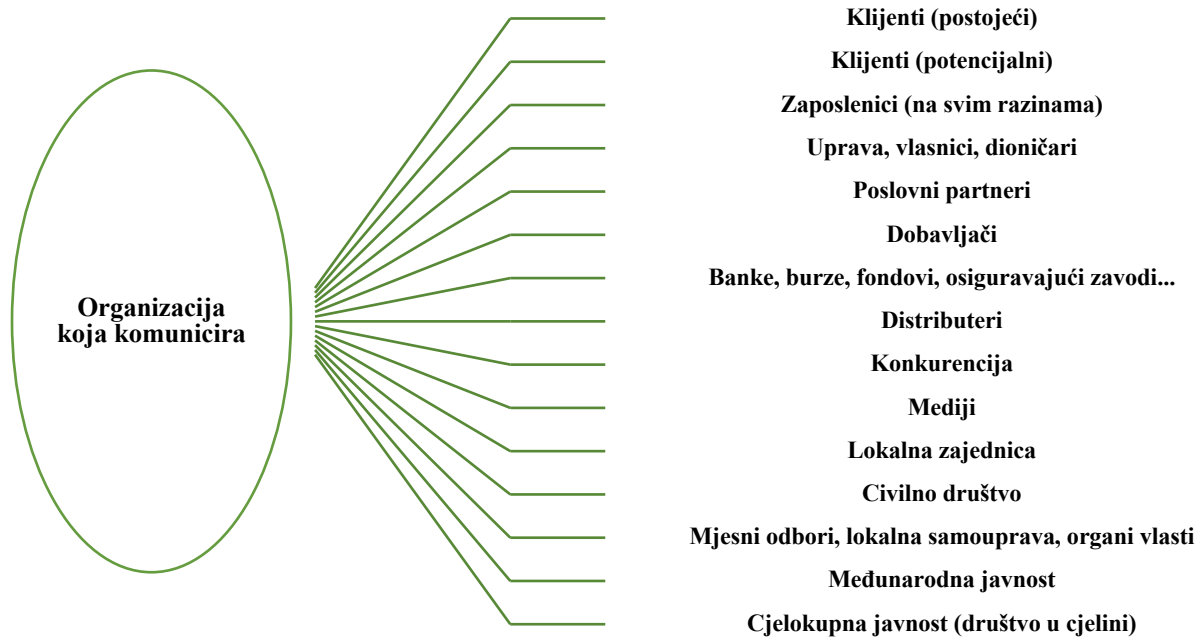 Klijenti (postojeći)
Klijenti (potencijalni)
Zaposlenici (na svim razinama)
Uprava, vlasnici, dioničari
Poslovni partneri
Dobavljači
Banke, burze, fondovi, osiguravajući zavodi...
Organizacija
koja komunicira
Distributeri
Konkurencija
Mediji
Lokalna zajednica
Civilno društvo
Mjesni odbori, lokalna samouprava, organi vlasti
Međunarodna javnost
Cjelokupna javnost (društvo u cjelini)